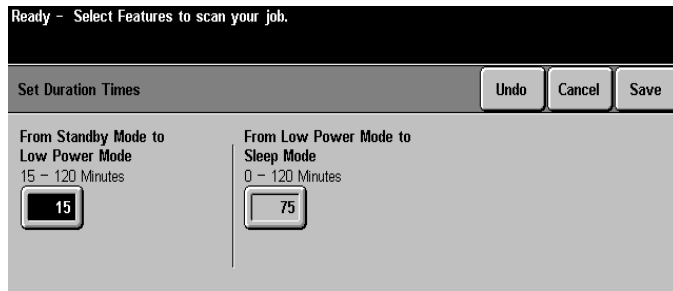 Ready - Select Features to scan your job.
Set Duration Times
Undo
Cancel
Save
From Standby Mode to
Low Power Mode
15 - 120 Minutes
15
From Low Power Mode to
Sleep Mode
0 - 120 Minutes
75